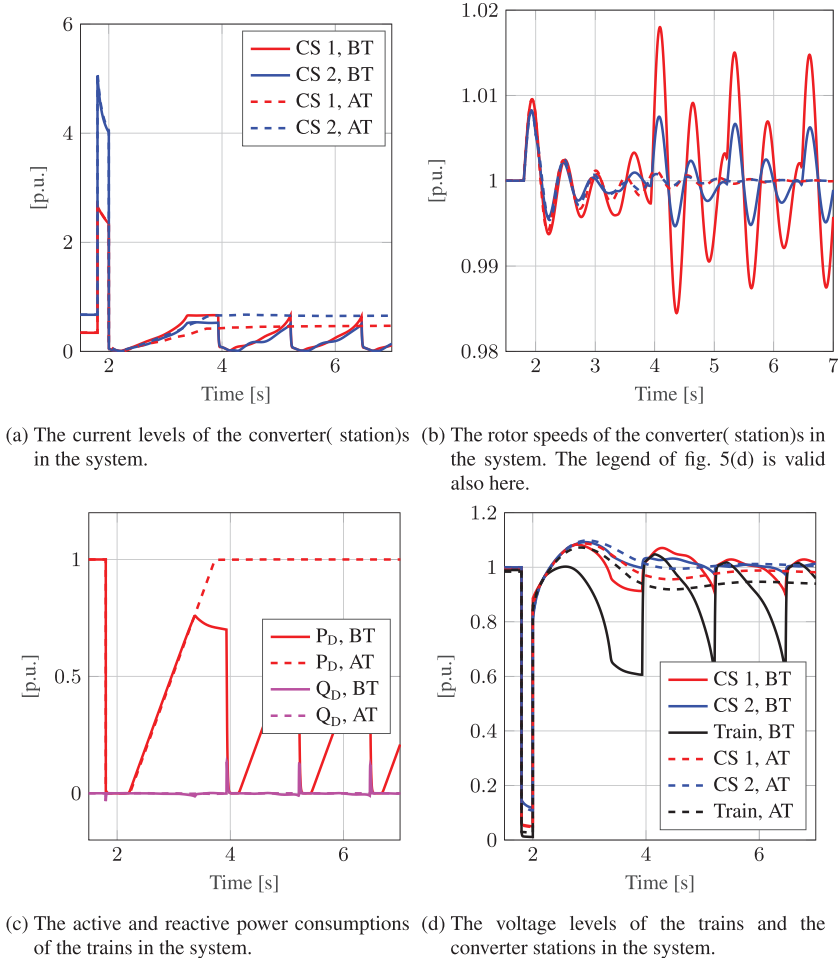 6
4
2
0
2
4
6
Time [s]
[p.u.]
CS 1, BT
CS 2, BT
CS 1, AT
CS 2, AT
(a) The current levels of the converter( station)s
in the system.
1.02
1.01
1
0.99
0.98
2
3
4
5
6
7
Time [s]
[p.u.]
(b) The rotor speeds of the converter( station)s in
the system. The legend of fig. 5(d) is valid
also here.
1
0.5
0
2
4
6
Time [s]
[p.u.]
P_D, BT
P_D, AT
Q_D, BT
Q_D, AT
(c) The active and reactive power consumptions
of the trains in the system.
1.2
1
0.8
0.6
0.4
0.2
0
2
4
6
Time [s]
[p.u.]
CS 1, BT
CS 2, BT
Train, BT
CS 1, AT
CS 2, AT
Train, AT
(d) The voltage levels of the trains and the
converter stations in the system.